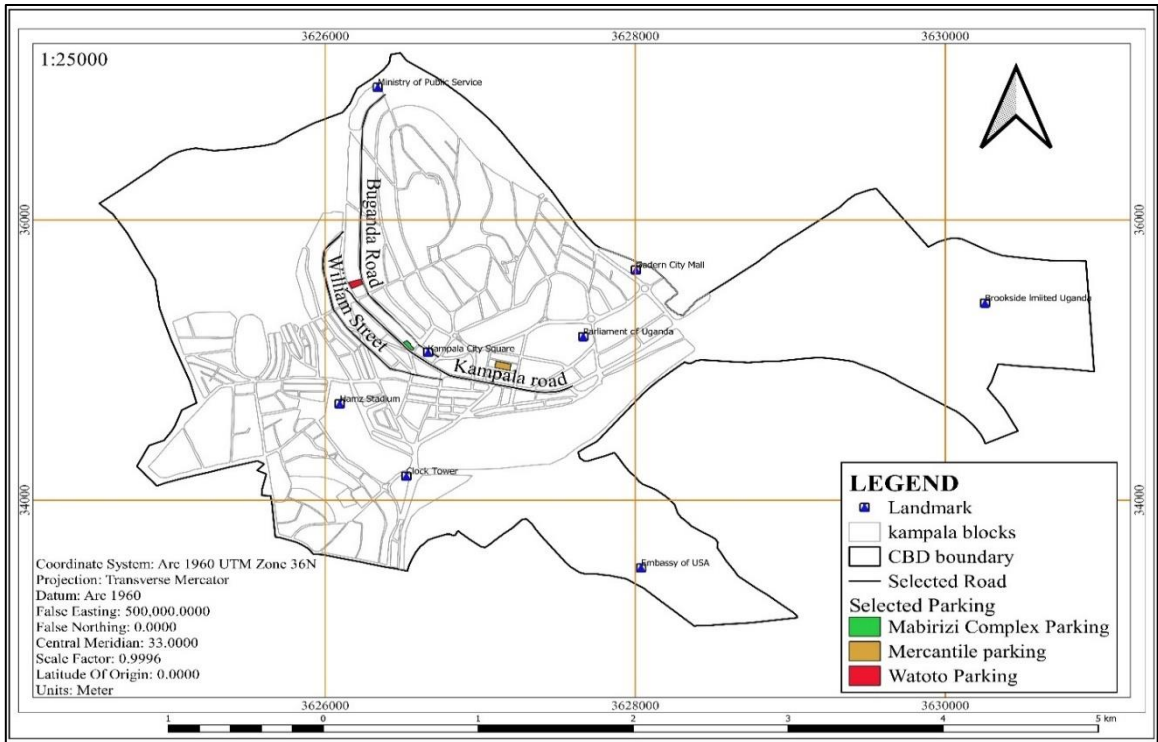 3626000 3628000 3630000
1:25000
Ministry of Public Service
Buganda Road
36000 36000
William Street
Badern City Mall
Brookside lmiited Uganda
Parliament of Uganda
Kampala City Square
Kampala road
Hamz Stadium
Clock Tower
34000 34000
Embassy of USA
LEGEND
Landmark
kampala blocks
CBD boundary
Selected Road
Selected Parking
Mabirizi Complex Parking
Mercantile parking
Watoto Parking
Coordinate System: Arc 1960 UTM Zone 36N
Projection: Transverse Mercator
Datum: Arc 1960
False Easting: 500,000.0000
False Northing: 0.0000
Central Meridian: 33.0000
Scale Factor: 0.9996
Latitude Of Origin: 0.0000
Units: Meter
3626000 3628000 3630000
1 0 1 2 3 4 5 km